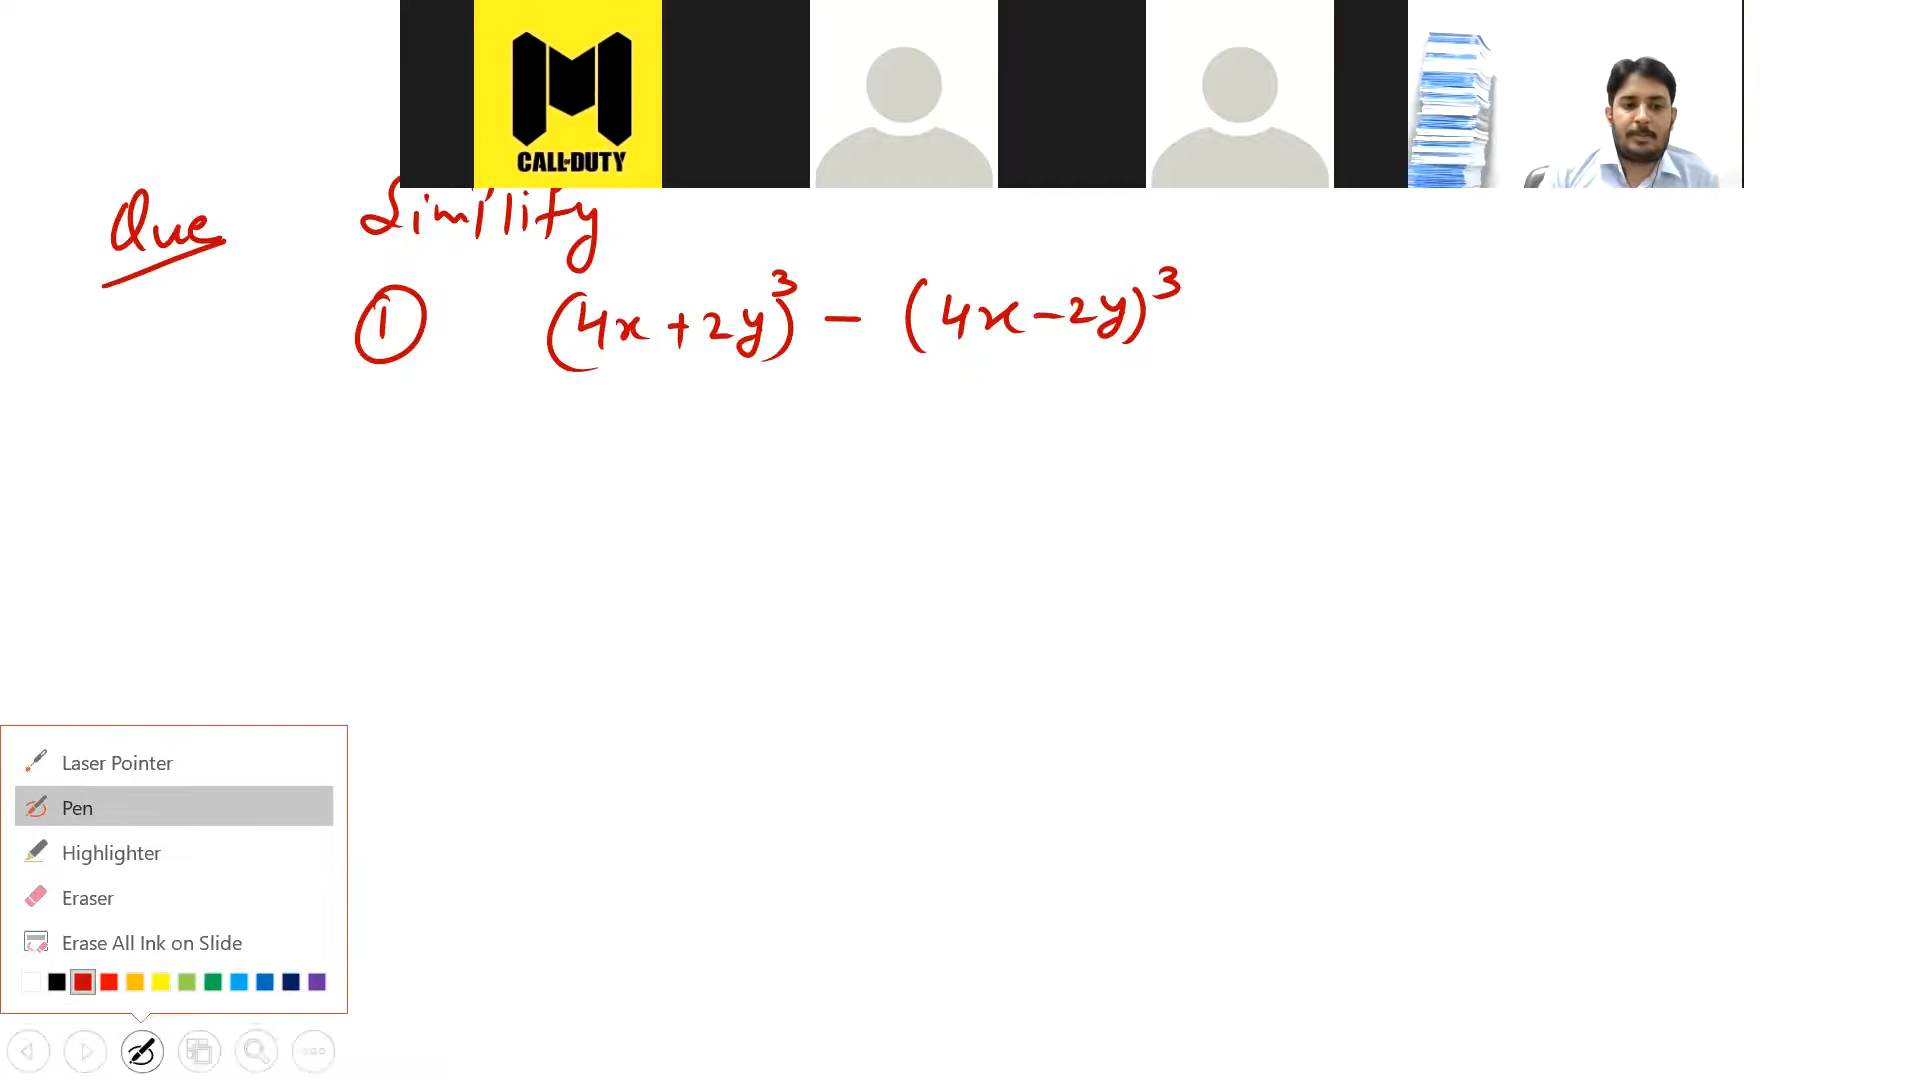 CALL OF DUTY
Que Simplify
① (4x+2y)³ - (4x-2y)³
Laser Pointer
Pen
Highlighter
Eraser
Erase All Ink on Slide